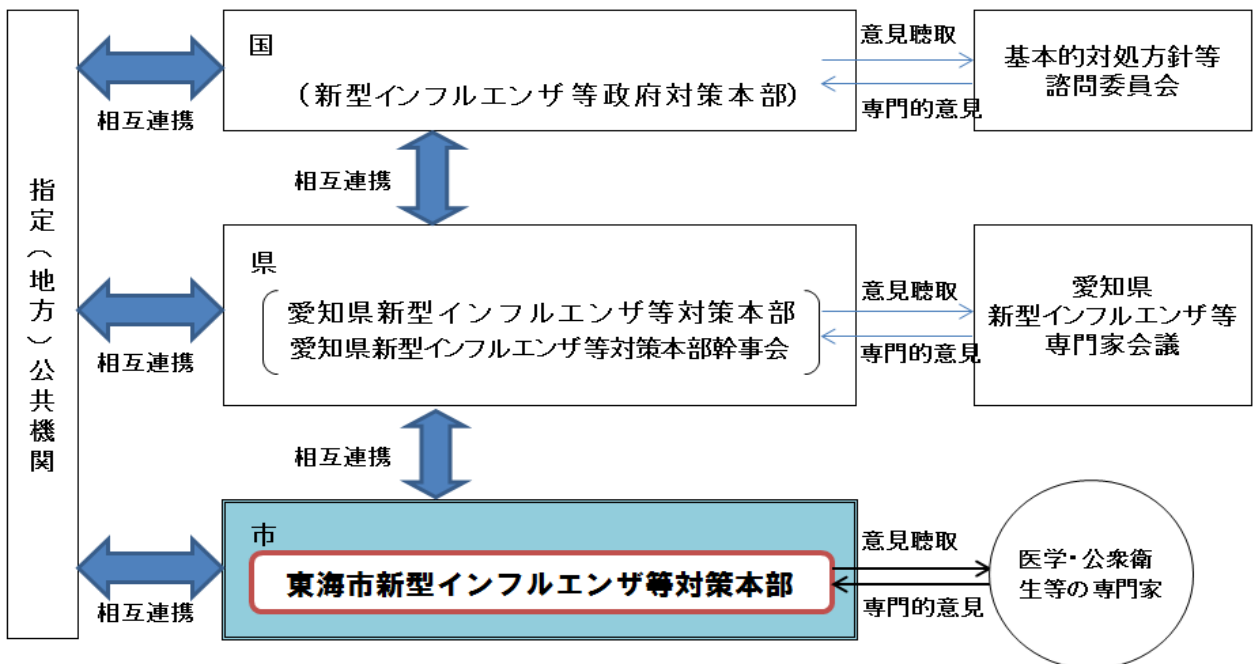 指定（地方）公共機関
相互連携
国
（新型インフルエンザ等政府対策本部）
意見聴取
専門的意見
基本的対処方針等
諮問委員会
相互連携
相互連携
県
愛知県新型インフルエンザ等対策本部
愛知県新型インフルエンザ等対策本部幹事会
意見聴取
専門的意見
愛知県
新型インフルエンザ等
専門家会議
相互連携
相互連携
市
東海市新型インフルエンザ等対策本部
意見聴取
専門的意見
医学・公衆衛
生等の専門家